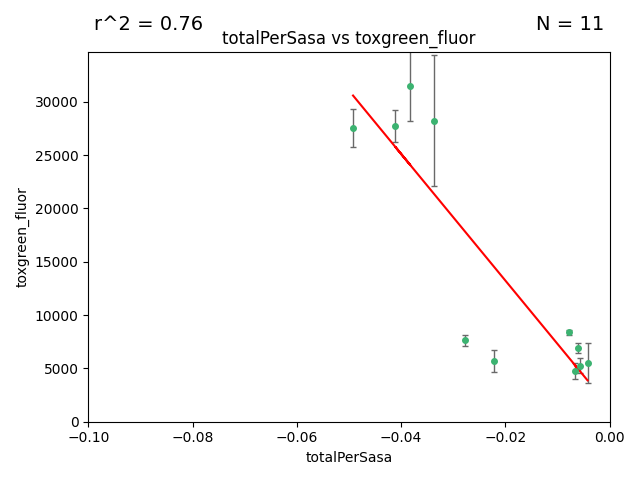 r^2 = 0.76
N = 11
totalPerSasa vs toxgreen_fluor
30000
25000
20000
15000
10000
5000
0
toxgreen_fluor
−0.10
−0.08
−0.06
−0.04
−0.02
0.00
totalPerSasa